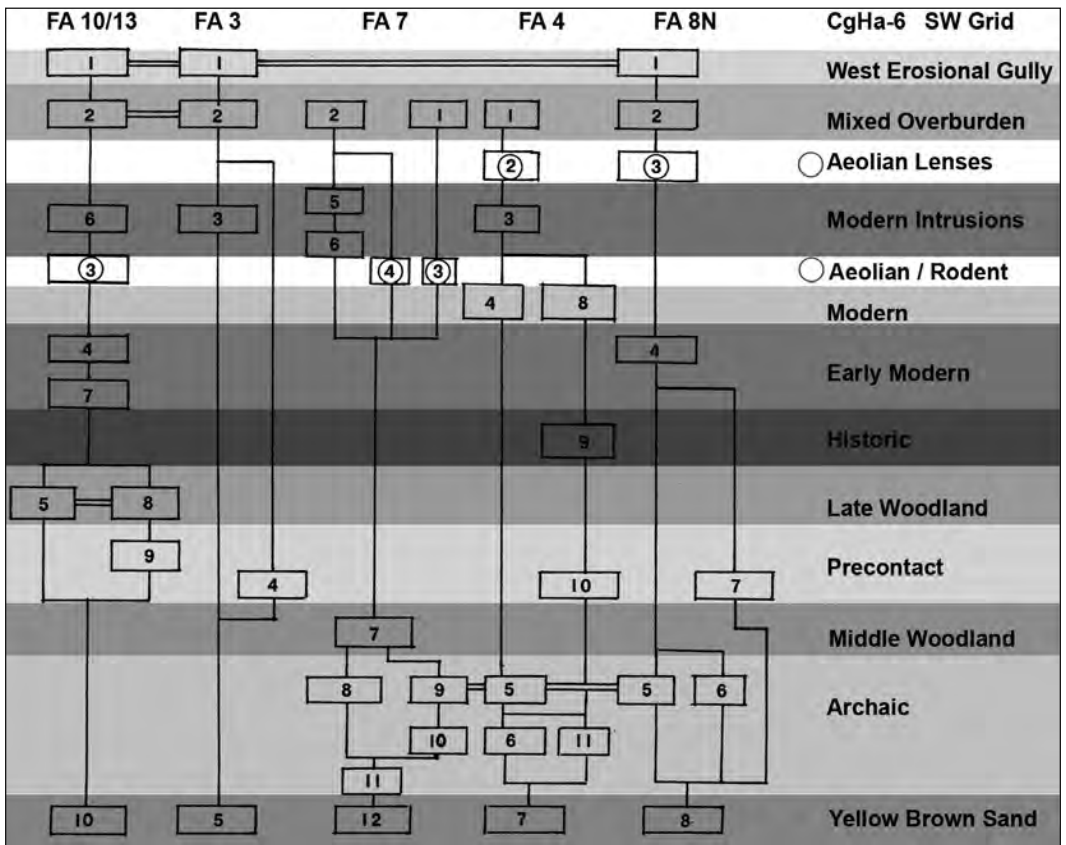 FA 10/13 FA 3 FA 7 FA 4 FA 8N CgHa-6 SW Grid
1 1 1 West Erosional Gully
2 2 2 1 1 2 Mixed Overburden
2 3 Aeolian Lenses
6 3 5 3 Modern Intrusions
6
3 4 3 Aeolian / Rodent
4 8 Modern
4 4 Early Modern
7
9 Historic
5 8 Late Woodland
9 Precontact
4 10 7
7 Middle Woodland
8 9 5 5 6 Archaic
10 6 11
11
10 5 12 7 8 Yellow Brown Sand